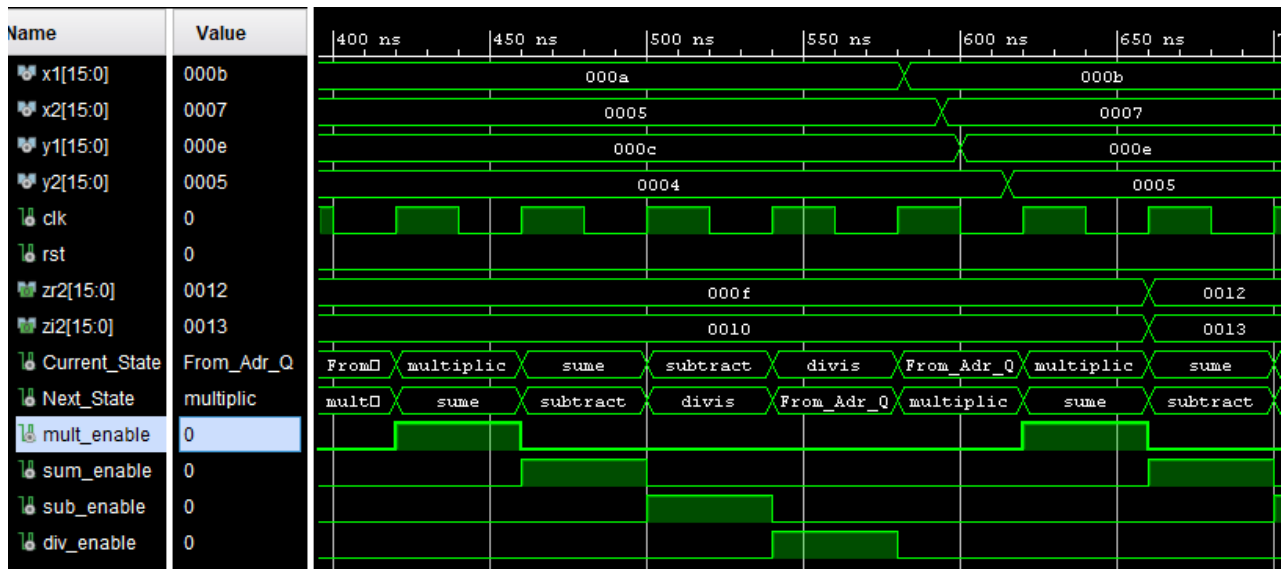 Name Value 400 ns 450 ns 500 ns 550 ns 600 ns 650 ns
x1[15:0] 000b 000a 000b
x2[15:0] 0007 0005 0007
y1[15:0] 000e 000c 000e
y2[15:0] 0005 0004 0005
clk 0
rst 0
zr2[15:0] 0012 000f 0012
zi2[15:0] 0013 0010 0013
Current_State From_Adr_Q From multiplic sume subtract divis From_Adr_Q multiplic sume
Next_State multiplic mult sume subtract divis From_Adr_Q multiplic sume subtract
mult_enable 0
sum_enable 0
sub_enable 0
div_enable 0